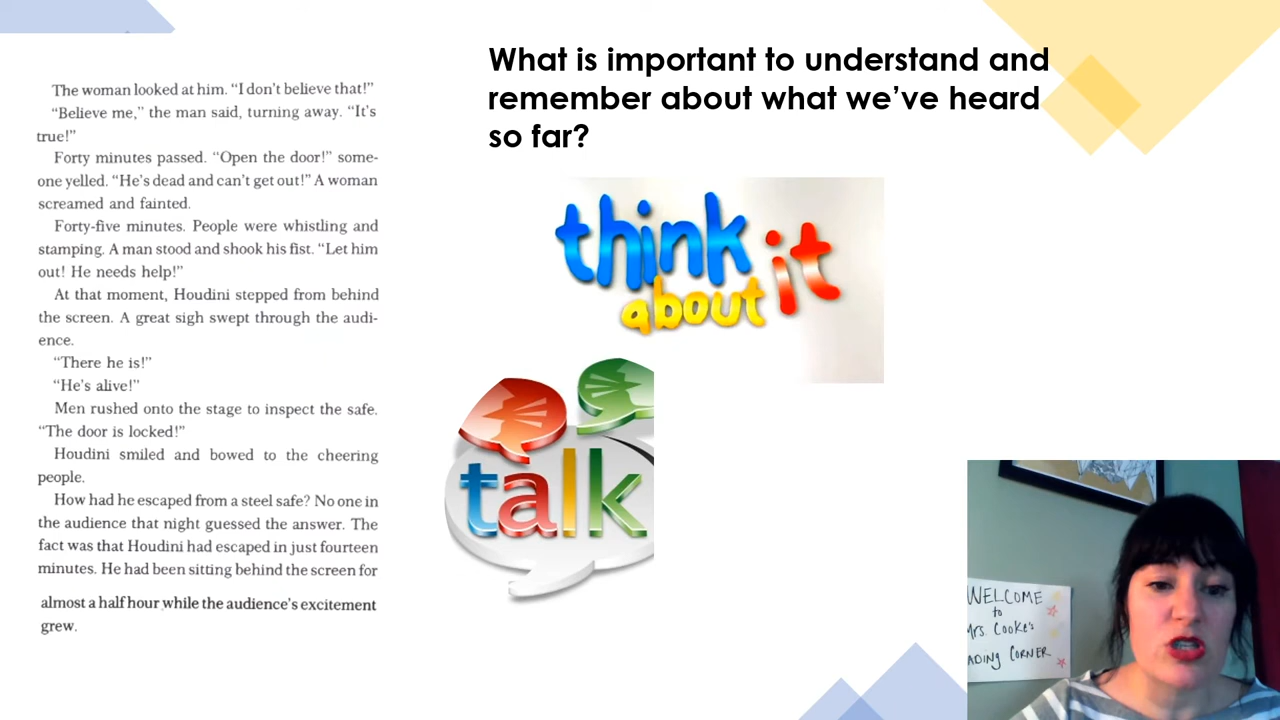 The woman looked at him. “I don’t believe that!”
“Believe me,” the man said, turning away. “It’s
true!”
Forty minutes passed. “Open the door!” some-
one yelled. “He’s dead and can’t get out!” A woman
screamed and fainted.
Forty-five minutes. People were whistling and
stamping. A man stood and shook his fist. “Let him
out! He needs help!”
At that moment, Houdini stepped from behind
the screen. A great sigh swept through the audi-
ence.
“There he is!”
“He’s alive!”
Men rushed onto the stage to inspect the safe.
“The door is locked!”
Houdini smiled and bowed to the cheering
people.
How had he escaped from a steel safe? No one in
the audience that night guessed the answer. The
fact was that Houdini had escaped in just fourteen
minutes. He had been sitting behind the screen for
almost a half hour while the audience’s excitement
grew.
What is important to understand and
remember about what we’ve heard
so far?
think
about it
talk
WELCOME
to
Mrs. Cooke's
ADING CORNER